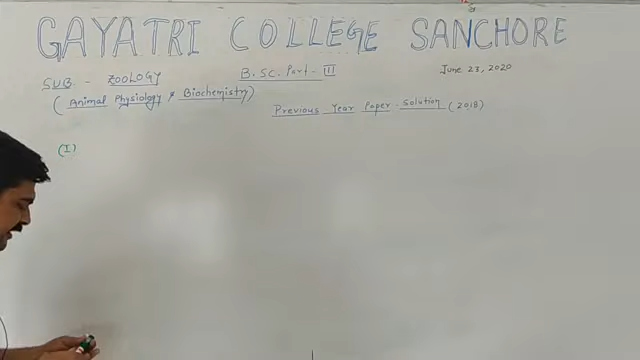 GAYATRI COLLEGE SANCHORE
SUB. - ZOOLOGY B.SC. Part - III June 23, 2020
( Animal Physiology & Biochemistry)
Previous Year Paper Solution (2018)
(I)